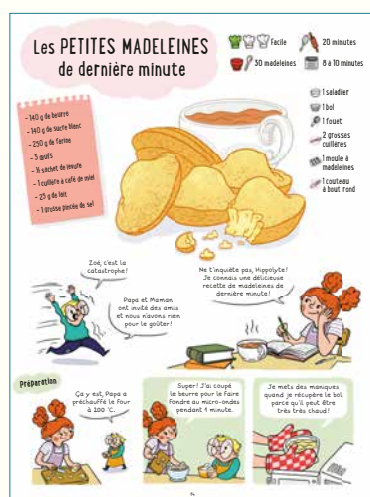 Les PETITES MADELEINES
de dernière minute
Facile
20 minutes
30 madeleines
8 à 10 minutes
- 140 g de beurre
- 140 g de sucre blanc
- 250 g de farine
- 3 œufs
- ½ sachet de levure
- 1 cuillère à café de miel
- 25 g de lait
- 1 grosse pincée de sel
1 saladier
1 bol
1 fouet
2 grosses
cuillères
1 moule à
madeleines
1 couteau
à bout rond
Zoé, c'est la
catastrophe!
Papa et Maman
ont invité des amis
et nous n'avons rien
pour le goûter!
Ne t'inquiète pas, Hippolyte!
Je connais une délicieuse
recette de madeleines de
dernière minute!
Préparation
Ça y est, Papa a
préchauffé le four
à 200 °C.
Super! J'ai coupé
le beurre pour le faire
fondre au micro-ondes
pendant 1 minute.
Je mets des maniques
quand je récupère le bol
parce qu'il peut être
très très chaud!